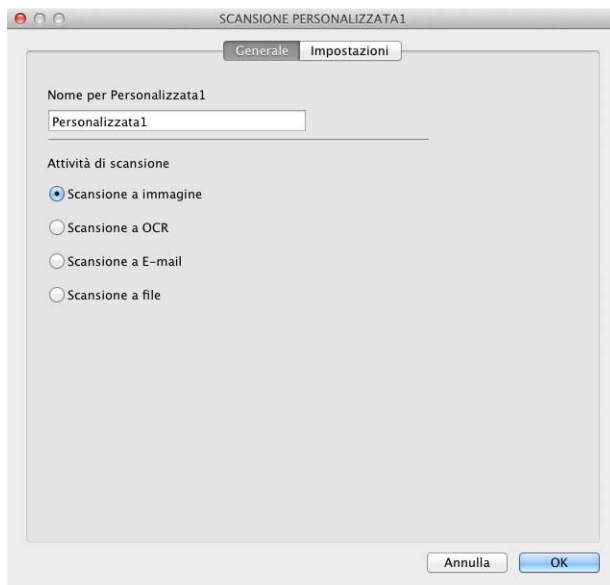 SCANSIONE PERSONALIZZATA1
Generale Impostazioni
Nome per Personalizzata1
Personalizzata1
Attività di scansione
Scansione a immagine
Scansione a OCR
Scansione a E-mail
Scansione a file
Annulla OK